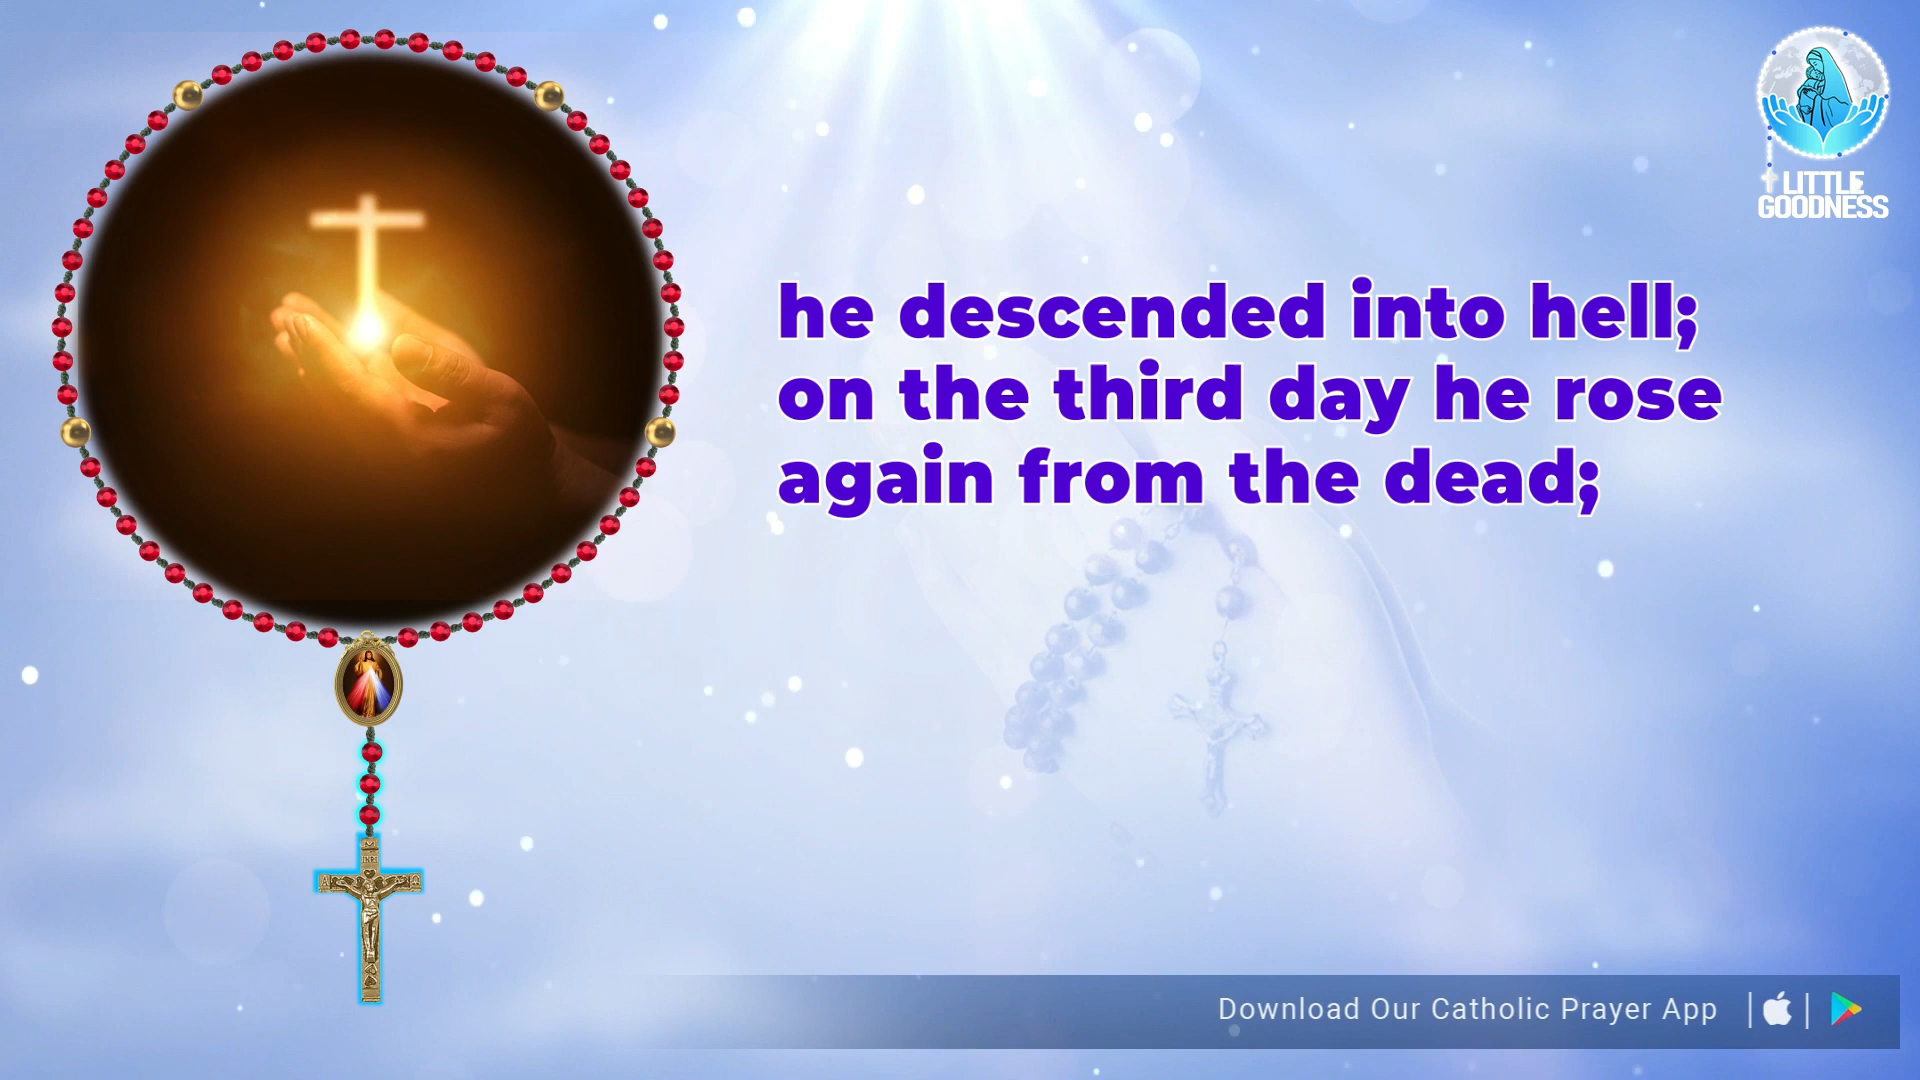 LITTLE
GOODNESS
he descended into hell;
on the third day he rose
again from the dead;
INRI
Download Our Catholic Prayer App